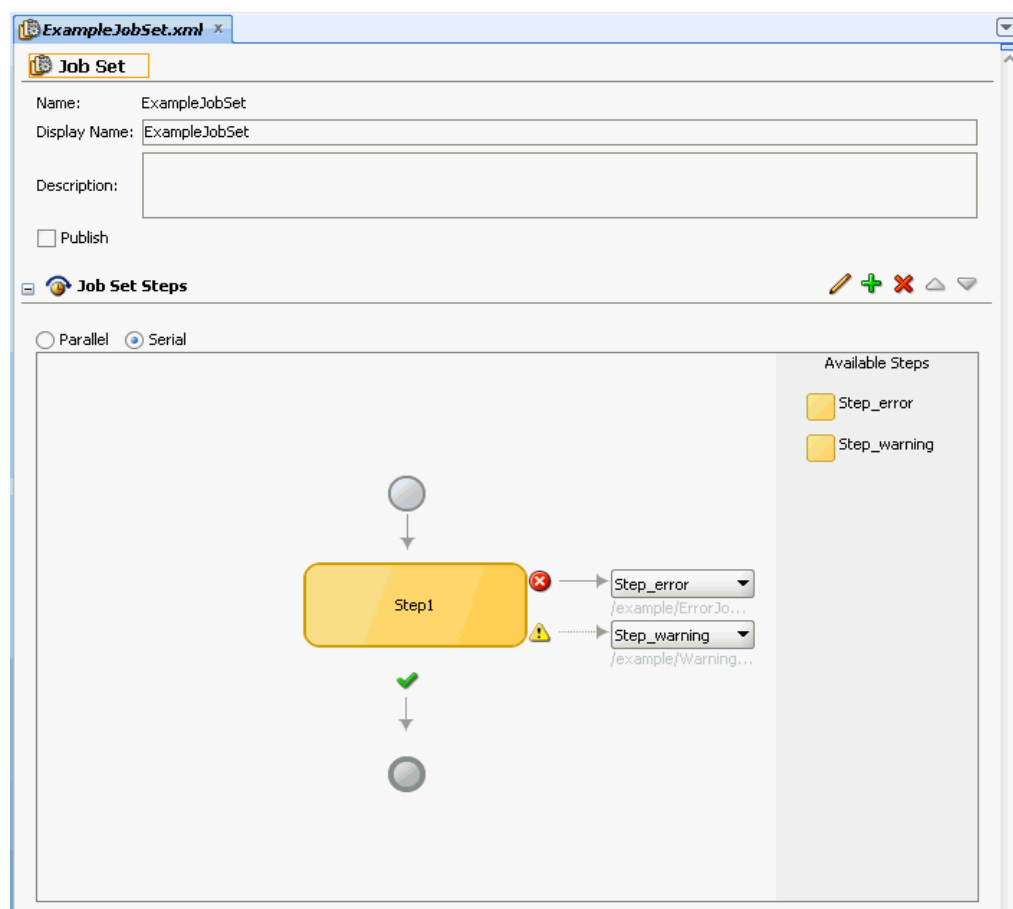 ExampleJobSet.xml x
Job Set
Name: ExampleJobSet
Display Name: ExampleJobSet
Description:
Publish
Job Set Steps
Parallel Serial
Available Steps
Step_error
Step_warning
Step1
Step_error
/example/ErrorJo...
Step_warning
/example/Warning...